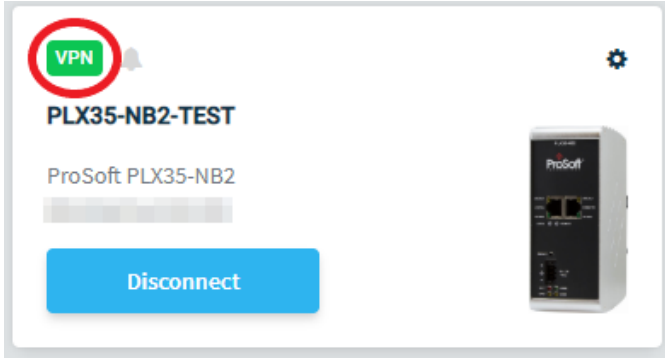 VPN
PLX35-NB2-TEST
ProSoft PLX35-NB2
Disconnect
ProSoft